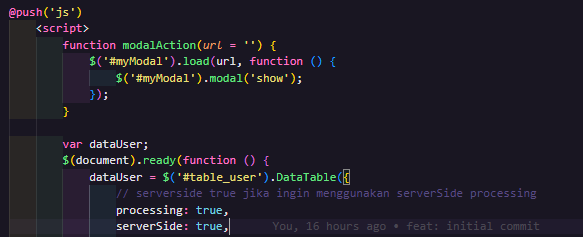 @push('js')
<script>
function modalAction(url = '') {
$('#myModal').load(url, function () {
$('#myModal').modal('show');
});
}
var dataUser;
$(document).ready(function () {
dataUser = $('#table_user').DataTable({
// serverside true jika ingin menggunakan serverSide processing
processing: true,
serverSide: true, You, 16 hours ago • feat: initial commit